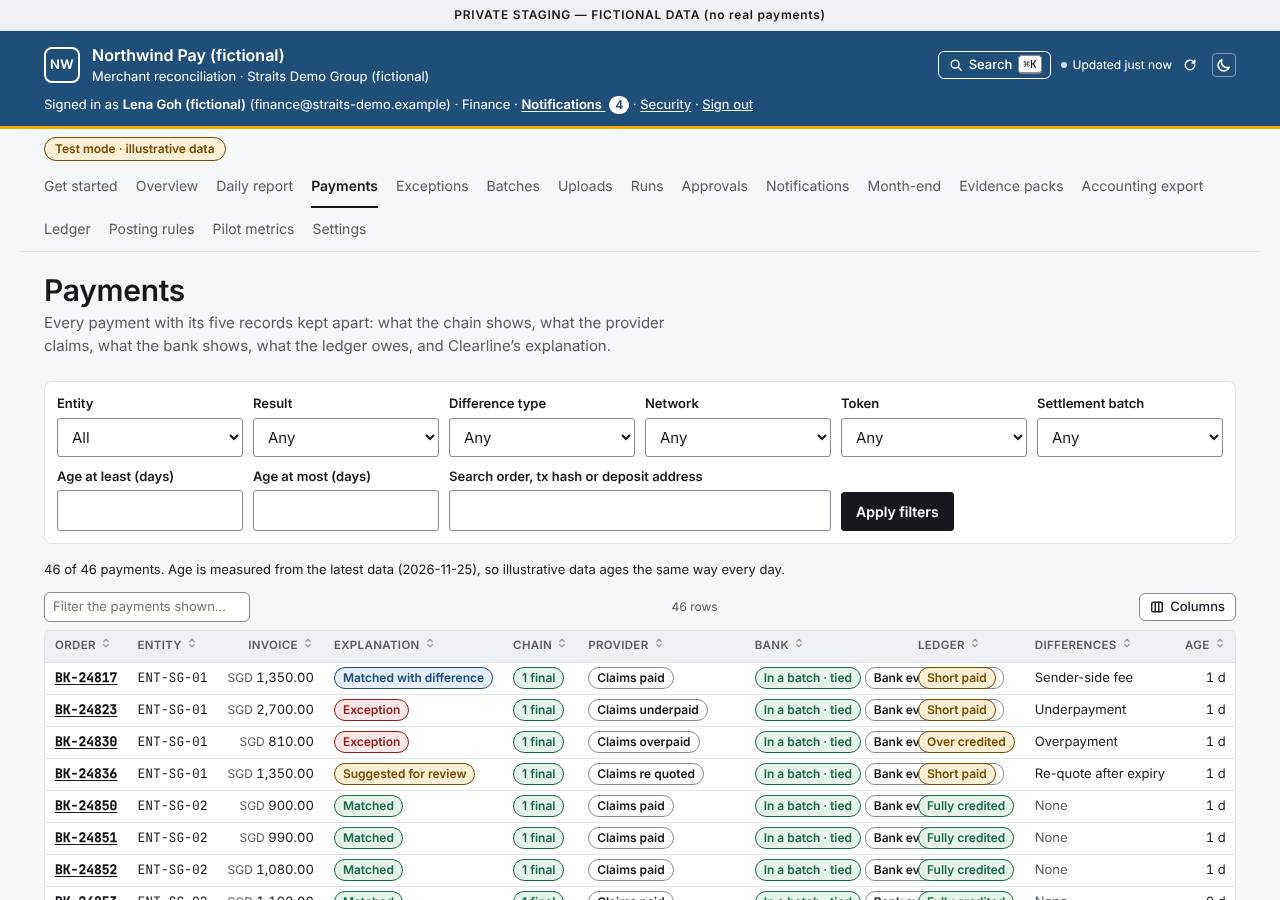 PRIVATE STAGING — FICTIONAL DATA (no real payments)
NW
Northwind Pay (fictional)
Merchant reconciliation · Straits Demo Group (fictional)
Search ⌘K
Updated just now
Signed in as Lena Goh (fictional) (finance@straits-demo.example) · Finance · Notifications 4 · Security · Sign out
Test mode · illustrative data
Get started Overview Daily report Payments Exceptions Batches Uploads Runs Approvals Notifications Month-end Evidence packs Accounting export
Ledger Posting rules Pilot metrics Settings
Payments
Every payment with its five records kept apart: what the chain shows, what the provider
claims, what the bank shows, what the ledger owes, and Clearline’s explanation.
Entity Result Difference type Network Token Settlement batch
All Any Any Any Any Any
Age at least (days) Age at most (days) Search order, tx hash or deposit address
Apply filters
46 of 46 payments. Age is measured from the latest data (2026-11-25), so illustrative data ages the same way every day.
Filter the payments shown... 46 rows Columns
ORDER ENTITY INVOICE EXPLANATION CHAIN PROVIDER BANK LEDGER DIFFERENCES AGE
BK-24817 ENT-SG-01 SGD 1,350.00 Matched with difference 1 final Claims paid In a batch · tied Bank Short paid Sender-side fee 1 d
BK-24823 ENT-SG-01 SGD 2,700.00 Exception 1 final Claims underpaid In a batch · tied Bank Short paid Underpayment 1 d
BK-24830 ENT-SG-01 SGD 810.00 Exception 1 final Claims overpaid In a batch · tied Bank Over credited Overpayment 1 d
BK-24836 ENT-SG-01 SGD 1,350.00 Suggested for review 1 final Claims re quoted In a batch · tied Bank Short paid Re-quote after expiry 1 d
BK-24850 ENT-SG-02 SGD 900.00 Matched 1 final Claims paid In a batch · tied Bank Fully credited None 1 d
BK-24851 ENT-SG-02 SGD 990.00 Matched 1 final Claims paid In a batch · tied Bank Fully credited None 1 d
BK-24852 ENT-SG-02 SGD 1,080.00 Matched 1 final Claims paid In a batch · tied Bank Fully credited None 1 d